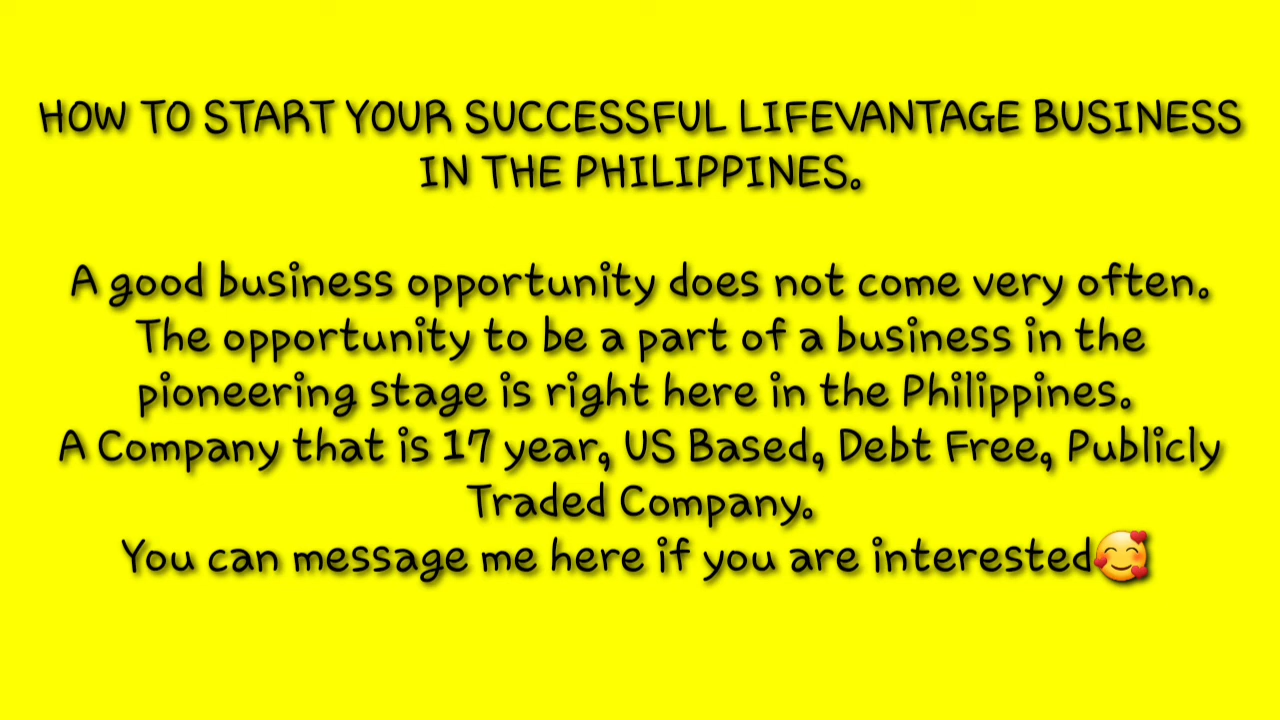 HOW TO START YOUR SUCCESSFUL LIFEVANTAGE BUSINESS
IN THE PHILIPPINES.
A good business opportunity does not come very often.
The opportunity to be a part of a business in the
pioneering stage is right here in the Philippines.
A Company that is 17 year, US Based, Debt Free, Publicly
Traded Company.
You can message me here if you are interested🥰